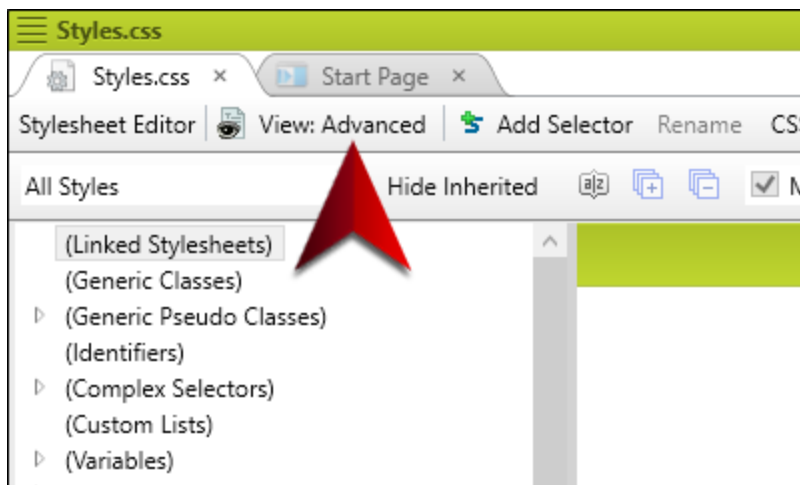 Styles.css
Styles.css × Start Page ×
Stylesheet Editor View: Advanced Add Selector Rename
All Styles Hide Inherited a z
(Linked Stylesheets)
(Generic Classes)
(Generic Pseudo Classes)
(Identifiers)
(Complex Selectors)
(Custom Lists)
(Variables)